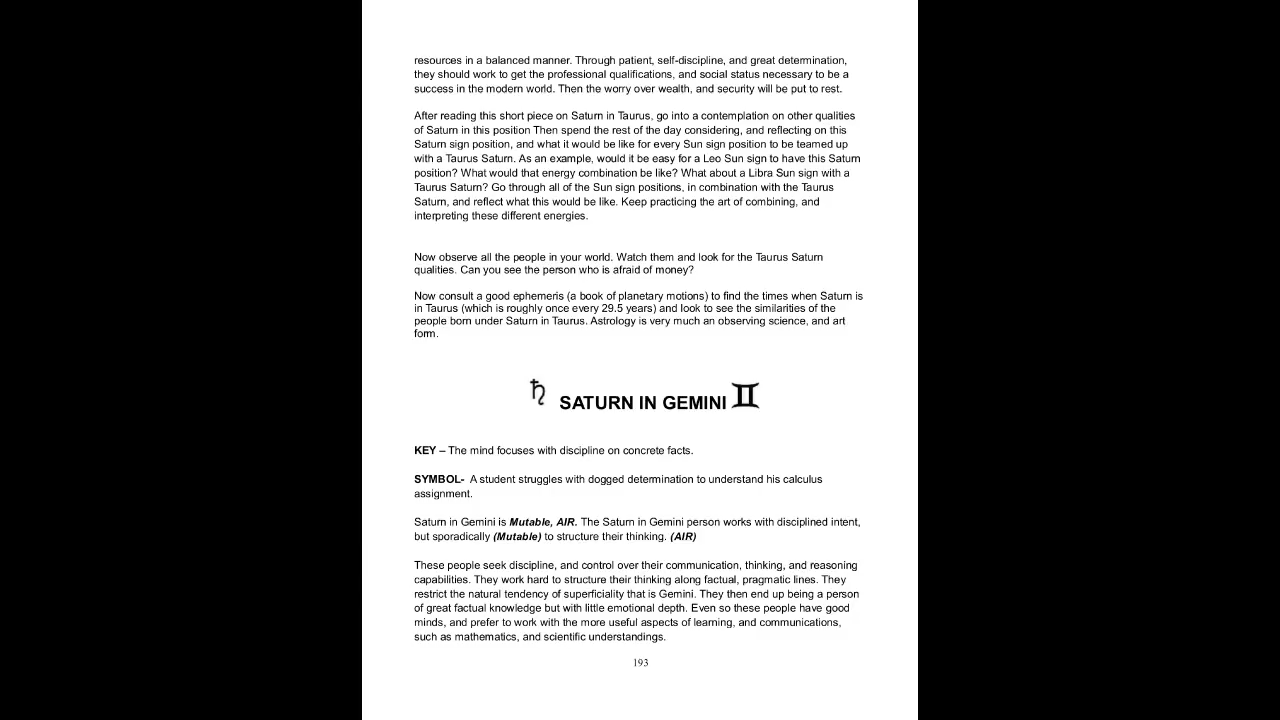 resources in a balanced manner. Through patient, self-discipline, and great determination,
they should work to get the professional qualifications, and social status necessary to be a
success in the modern world. Then the worry over wealth, and security will be put to rest.
After reading this short piece on Saturn in Taurus, go into a contemplation on other qualities
of Saturn in this position Then spend the rest of the day considering, and reflecting on this
Saturn sign position, and what it would be like for every Sun sign position to be teamed up
with a Taurus Saturn. As an example, would it be easy for a Leo Sun sign to have this Saturn
position? What would that energy combination be like? What about a Libra Sun sign with a
Taurus Saturn? Go through all of the Sun sign positions, in combination with the Taurus
Saturn, and reflect what this would be like. Keep practicing the art of combining, and
interpreting these different energies.
Now observe all the people in your world. Watch them and look for the Taurus Saturn
qualities. Can you see the person who is afraid of money?
Now consult a good ephemeris (a book of planetary motions) to find the times when Saturn is
in Taurus (which is roughly once every 29.5 years) and look to see the similarities of the
people born under Saturn in Taurus. Astrology is very much an observing science, and art
form.
♄ SATURN IN GEMINI ♊
KEY – The mind focuses with discipline on concrete facts.
SYMBOL- A student struggles with dogged determination to understand his calculus
assignment.
Saturn in Gemini is Mutable, AIR. The Saturn in Gemini person works with disciplined intent,
but sporadically (Mutable) to structure their thinking. (AIR)
These people seek discipline, and control over their communication, thinking, and reasoning
capabilities. They work hard to structure their thinking along factual, pragmatic lines. They
restrict the natural tendency of superficiality that is Gemini. They then end up being a person
of great factual knowledge but with little emotional depth. Even so these people have good
minds, and prefer to work with the more useful aspects of learning, and communications,
such as mathematics, and scientific understandings.
193